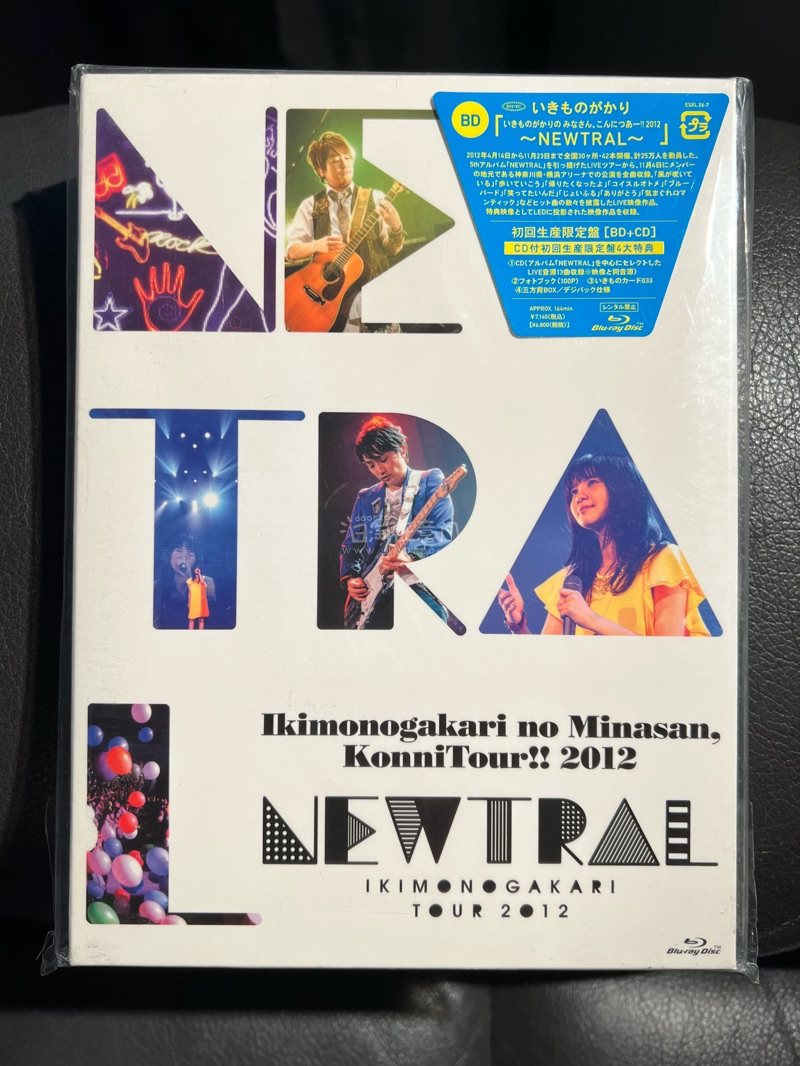 NEWTRAL
BD
EPIC
いきものがかり
ESXL 26-7
プラ
「いきものがかりの みなさん、こんにつあー!! 2012
〜NEWTRAL〜」
2012年4月14日から11月23日まで全国30ヶ所・42本開催。計25万人を動員した、
5thアルバム「NEWTRAL」を引っ提げたLIVEツアーから、11月6日にメンバー
の地元である神奈川県・横浜アリーナでの公演を全曲収録。「風が吹いて
いる」「歩いていこう」「帰りたくなったよ」「コイスルオトメ」「ブルー
バード」「笑ってたいんだ」「じょいふる」「ありがとう」「気まぐれロマ
ンティック」などヒット曲の数々を披露したLIVE映像作品。
特典映像としてLEDに投影された映像作品を収録。
初回生産限定盤 [BD+CD]
CD付初回生産限定盤4大特典
①CD(アルバム「NEWTRAL」を中心にセレクトした
LIVE音源13曲収録※映像と同音源)
②フォトブック(100P) ③いきものカード033
④三方背BOX/デジパック仕様
APPROX. 164min.
¥7,140(税込)
[¥6,800(税抜)]
レンタル禁止
Blu-ray Disc™
Ikimonogakari no Minasan,
KonniTour!! 2012
NEWTRAL
IKIMONOGAKARI
TOUR 2012
Blu-ray Disc™